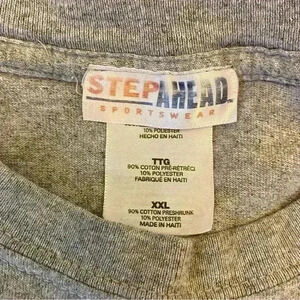 STEP AHEAD
SPORTSWEAR
10% POLYESTER
HECHO EN HAITI
TTG
90% COTON PRÉ-RÉTRÉCI
10% POLYESTER
FABRIQUÉ EN HAITI
XXL
90% COTTON PRESHRUNK
10% POLYESTER
MADE IN HAITI